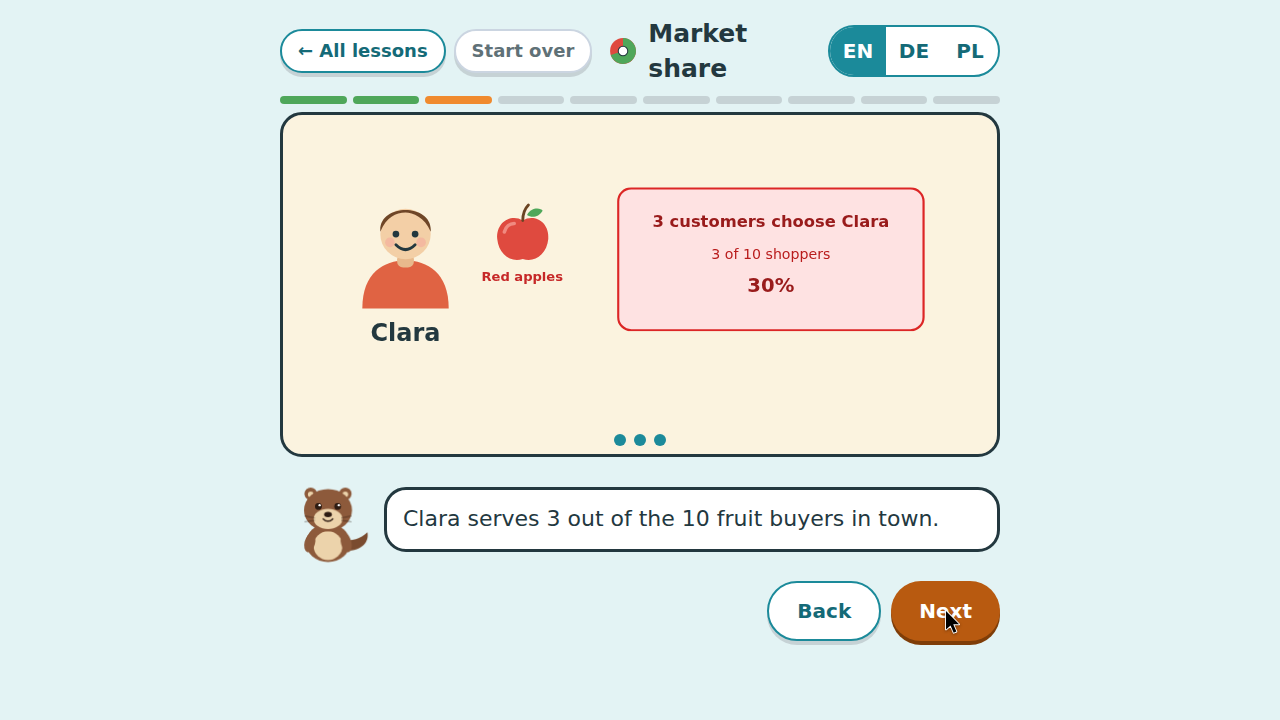 ← All lessons
Start over
Market
share
EN DE PL
3 customers choose Clara
3 of 10 shoppers
30%
Red apples
Clara
Clara serves 3 out of the 10 fruit buyers in town.
Back
Next